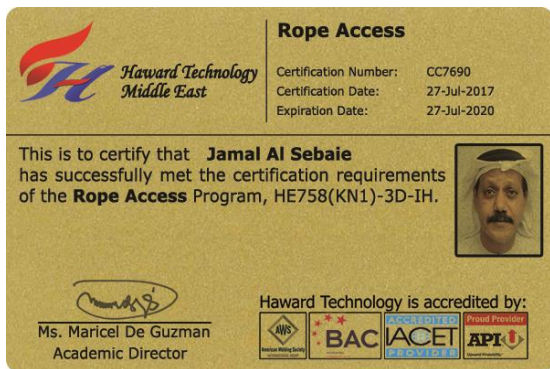 Rope Access
Haward Technology
Middle East
Certification Number: CC7690
Certification Date: 27-Jul-2017
Expiration Date: 27-Jul-2020
This is to certify that Jamal Al Sebaie
has successfully met the certification requirements
of the Rope Access Program, HE758(KN1)-3D-IH.
Ms. Maricel De Guzman
Academic Director
Haward Technology is accredited by:
AWS
American Welding Society
BAC
ACCREDITED
IACET
PROVIDER
Proud Provider
API U